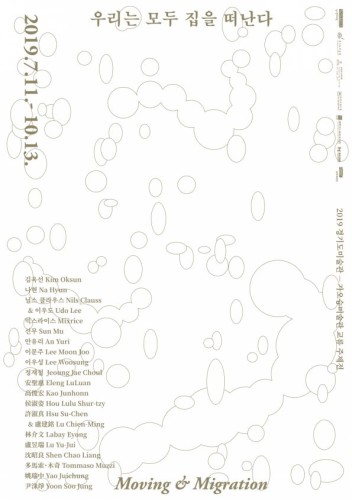 우리는 모두 집을 떠난다
2019.7.11.-10.13.
2019 경기도미술관—가오슝미술관 교류주제전
김옥선 Kim Oksun
나현 Na Hyun
닐스 클라우스 Nils Clauss
& 이우도 Udo Lee
믹스라이스 Mixrice
선무 Sun Mu
안유리 An Yuri
이문주 Lee Moon Joo
이우성 Lee Woosung
정재철 Jeoung Jae Choul
安聖惠 Eleng LuLuan
高俊宏 Kao Junhonn
侯淑姿 Hou Lulu Shur-tzy
許淑真 Hsu Su-Chen
& 盧建銘 Lu Chien-Ming
林介文 Labay Eyong
盧昱瑞 Lu Yu-Jui
沈昭良 Shen Chao Liang
多馬索·木奇 Tommaso Muzzi
姚瑞中 Yao Juichung
尹洙竫 Yoon Soo Jung
Moving & Migration